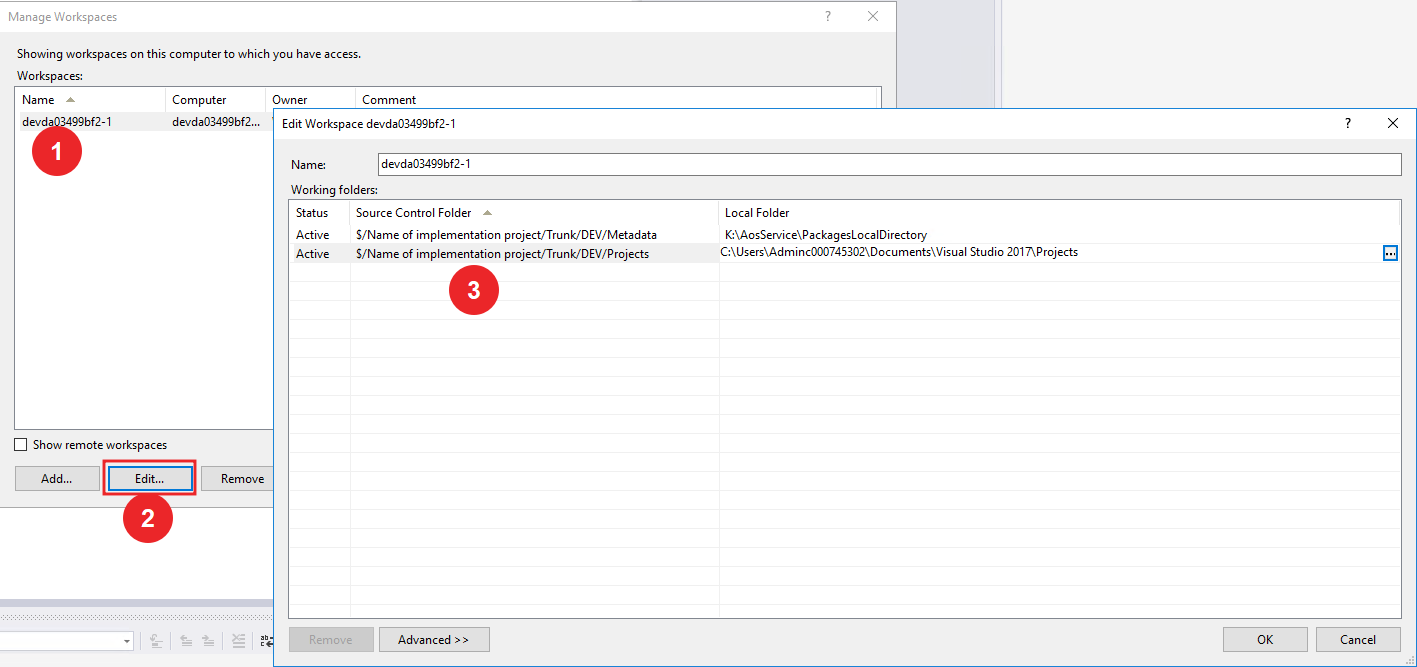 Manage Workspaces ?
Showing workspaces on this computer to which you have access.
Workspaces:
Name Computer Owner Comment
devda03499bf2-1 devda03499bf2...
1
Show remote workspaces
Add... Edit... Remove
2
Edit Workspace devda03499bf2-1 ?
Name: devda03499bf2-1
Working folders:
Status Source Control Folder Local Folder
Active $/Name of implementation project/Trunk/DEV/Metadata K:\AosService\PackagesLocalDirectory
Active $/Name of implementation project/Trunk/DEV/Projects C:\Users\Adminc000745302\Documents\Visual Studio 2017\Projects ...
3
Remove Advanced >> OK Cancel